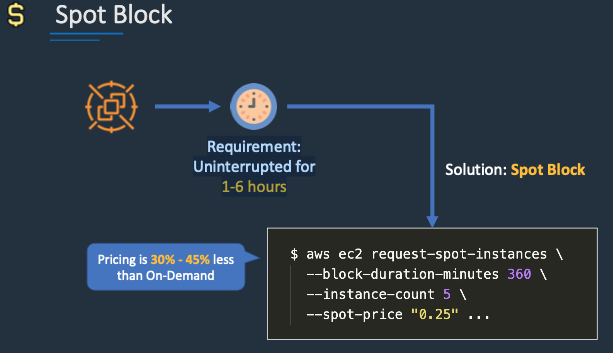 $
Spot Block
Requirement:
Uninterrupted for
1-6 hours
Solution: Spot Block
Pricing is 30% - 45% less
than On-Demand
$ aws ec2 request-spot-instances \
--block-duration-minutes 360 \
--instance-count 5 \
--spot-price "0.25" ...